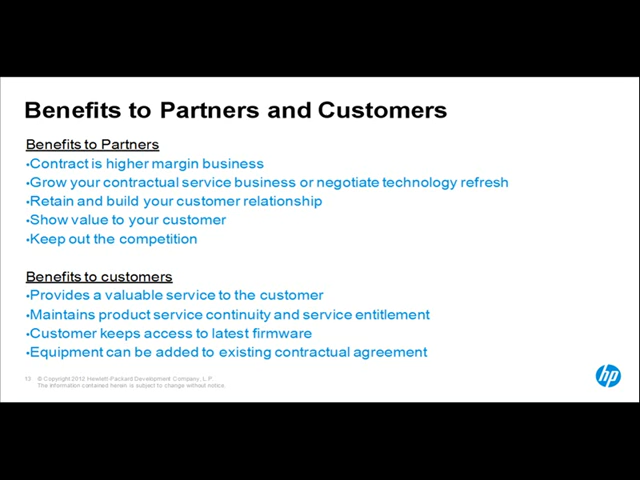 Benefits to Partners and Customers
Benefits to Partners
•Contract is higher margin business
•Grow your contractual service business or negotiate technology refresh
•Retain and build your customer relationship
•Show value to your customer
•Keep out the competition
Benefits to customers
•Provides a valuable service to the customer
•Maintains product service continuity and service entitlement
•Customer keeps access to latest firmware
•Equipment can be added to existing contractual agreement
13 © Copyright 2012 Hewlett-Packard Development Company, L.P.
The information contained herein is subject to change without notice.
hp